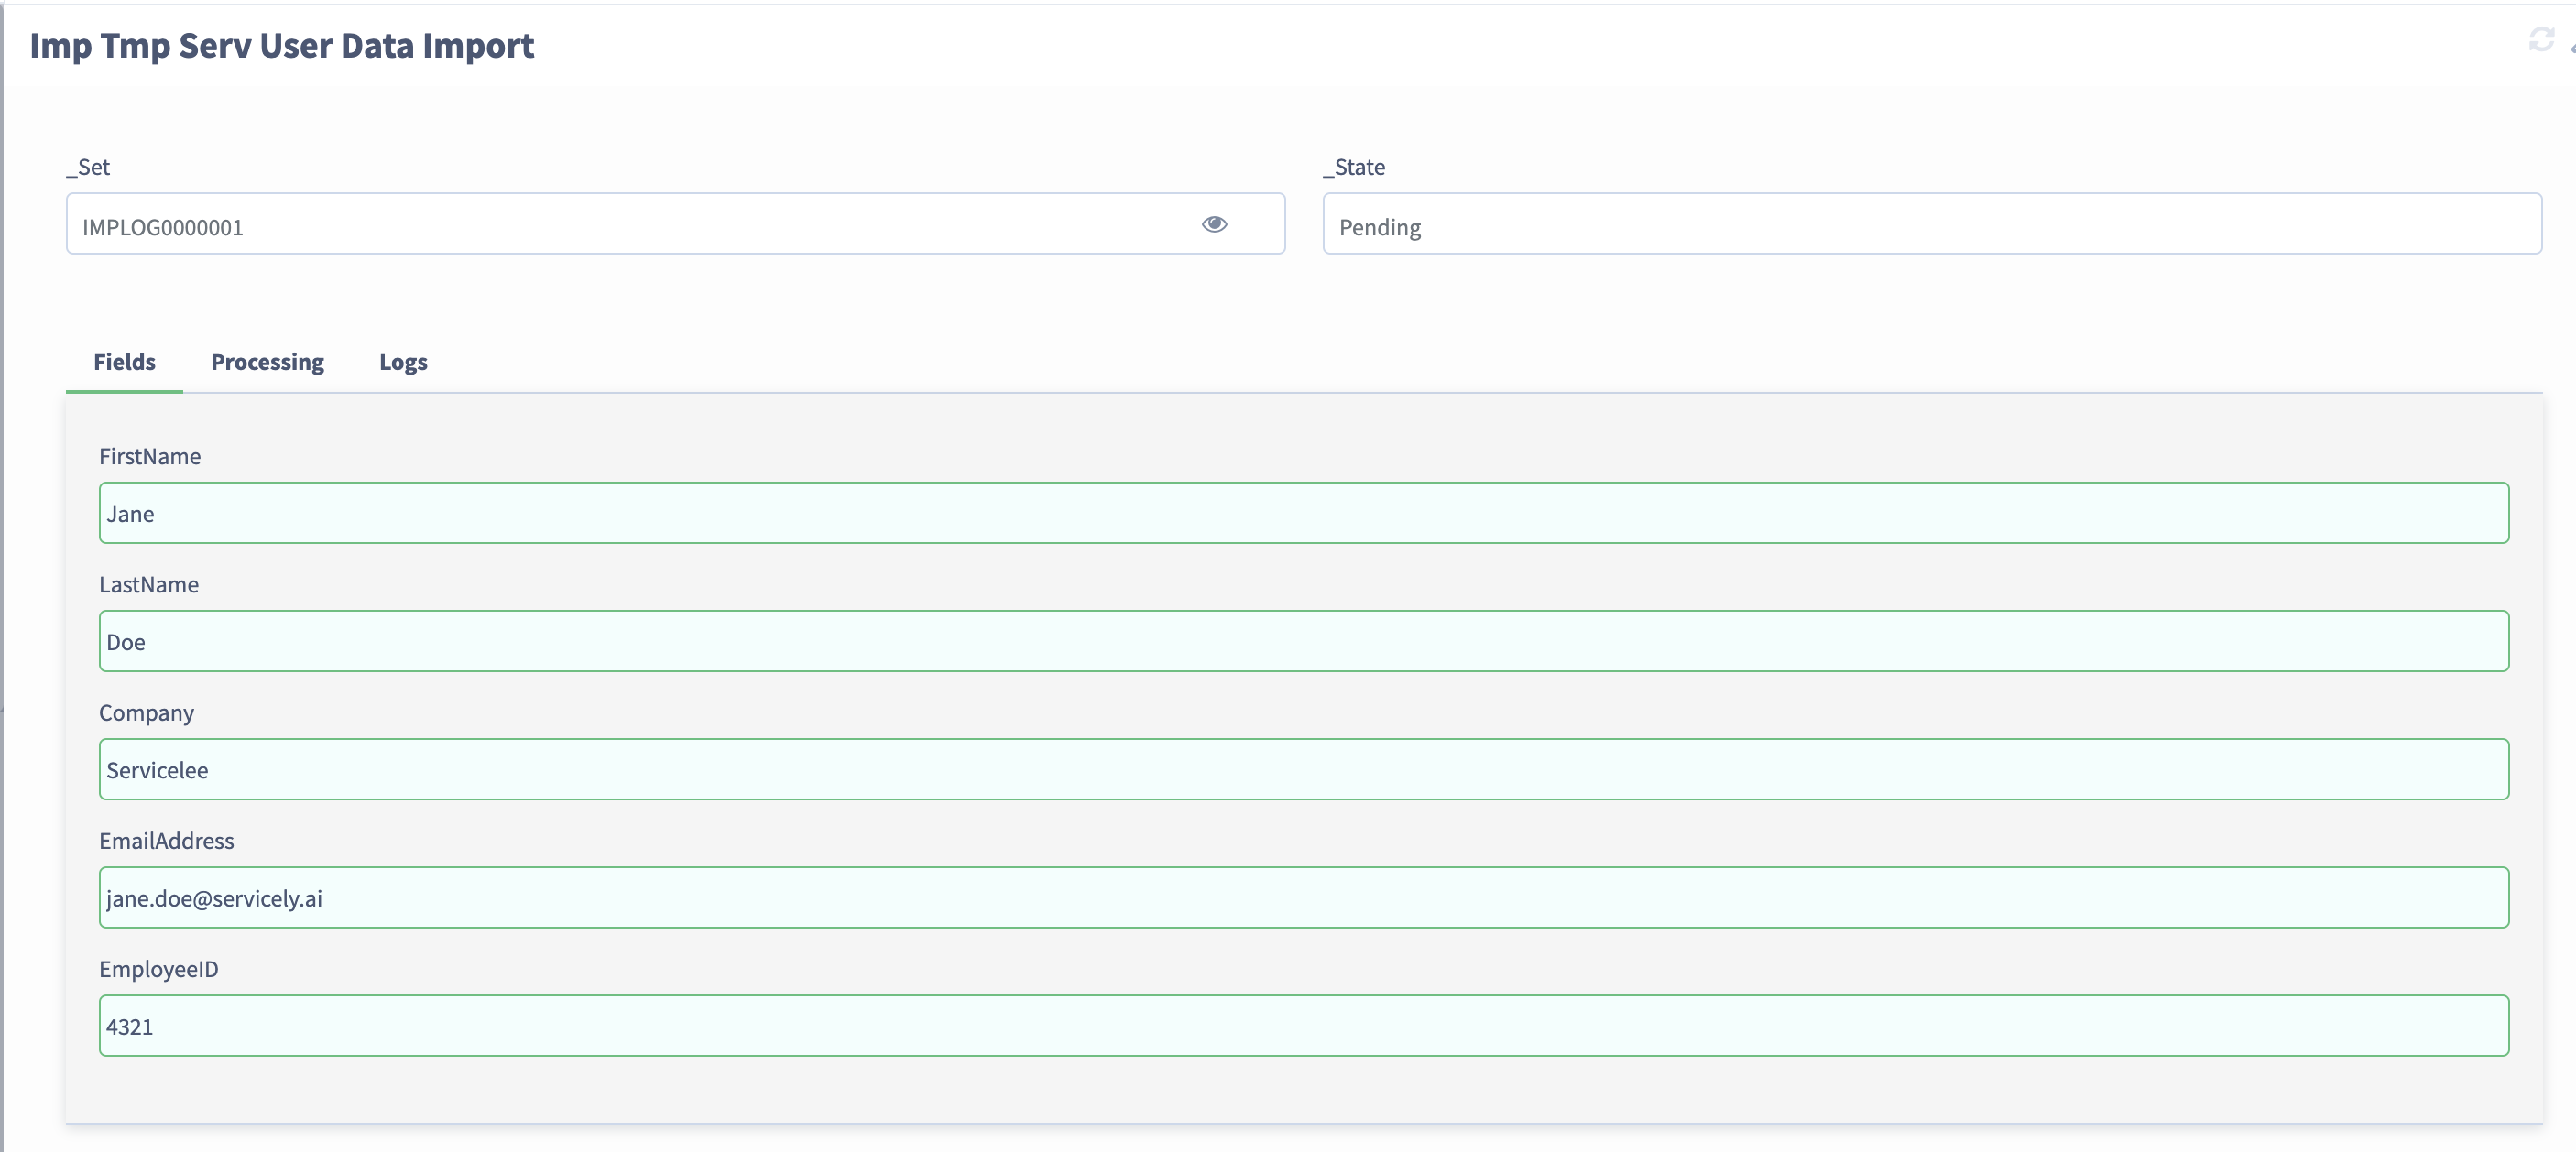 Imp Tmp Serv User Data Import
_Set
_State
IMPLOG0000001
Pending
Fields Processing Logs
FirstName
Jane
LastName
Doe
Company
Servicelee
EmailAddress
jane.doe@servicely.ai
EmployeeID
4321